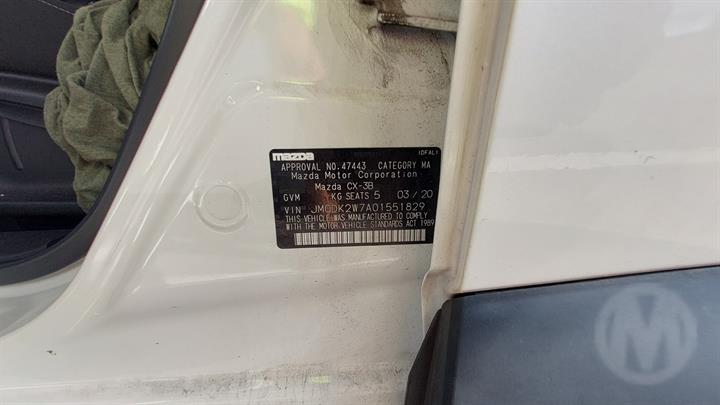 mazda (DFAL)
APPROVAL NO.47443 CATEGORY MA
Mazda Motor Corporation
Mazda CX-3B
GVM KG SEATS 5 03/20
VIN JM0DK2W7A01551829
THIS VEHICLE WAS MANUFACTURED TO COMPLY
WITH THE MOTOR VEHICLE STANDARDS ACT 1989
M